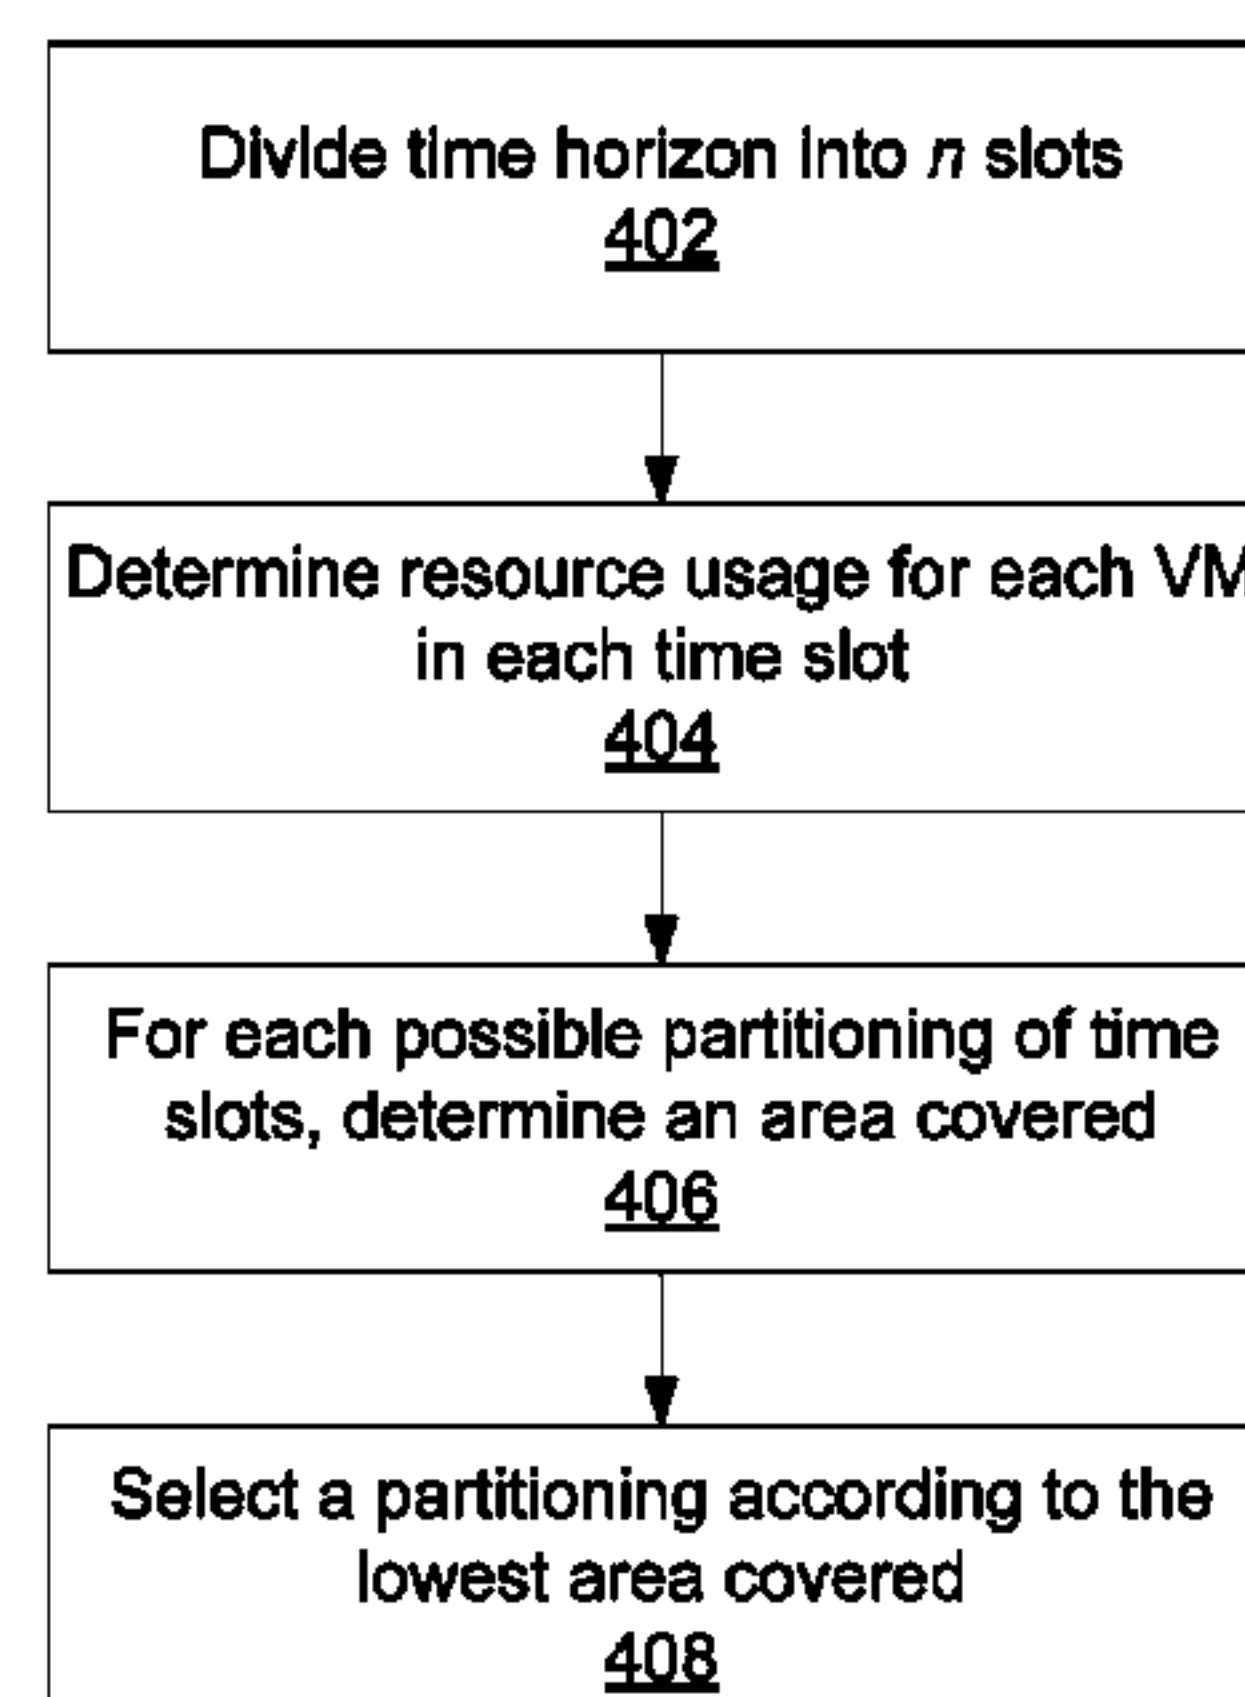 Divide time horizon into n slots
402
Determine resource usage for each VM
in each time slot
404
For each possible partitioning of time
slots, determine an area covered
406
Select a partitioning according to the
lowest area covered
408